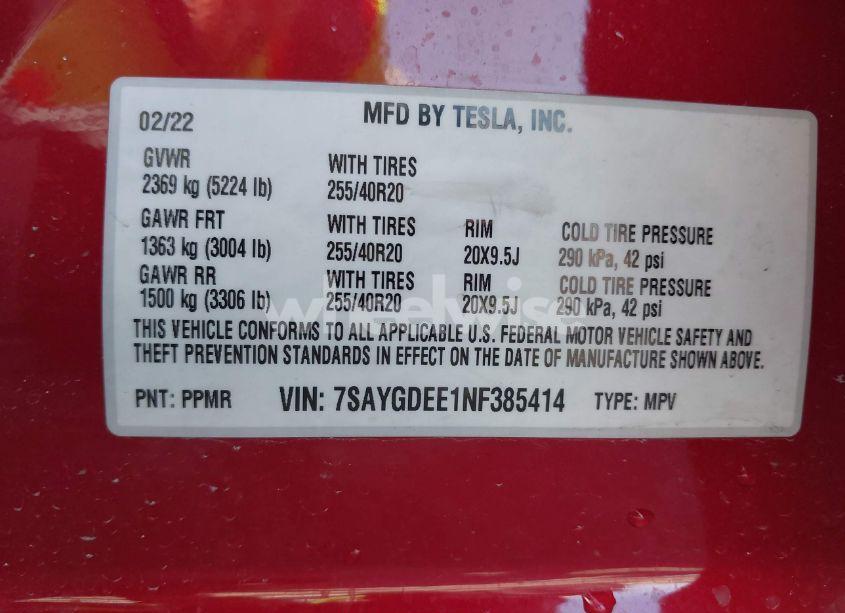 02/22 MFD BY TESLA, INC.
GVWR WITH TIRES
2369 kg (5224 lb) 255/40R20
GAWR FRT WITH TIRES RIM COLD TIRE PRESSURE
1363 kg (3004 lb) 255/40R20 20X9.5J 290 kPa, 42 psi
GAWR RR WITH TIRES RIM COLD TIRE PRESSURE
1500 kg (3306 lb) 255/40R20 20X9.5J 290 kPa, 42 psi
wheelwise
THIS VEHICLE CONFORMS TO ALL APPLICABLE U.S. FEDERAL MOTOR VEHICLE SAFETY AND
THEFT PREVENTION STANDARDS IN EFFECT ON THE DATE OF MANUFACTURE SHOWN ABOVE.
PNT: PPMR VIN: 7SAYGDEE1NF385414 TYPE: MPV